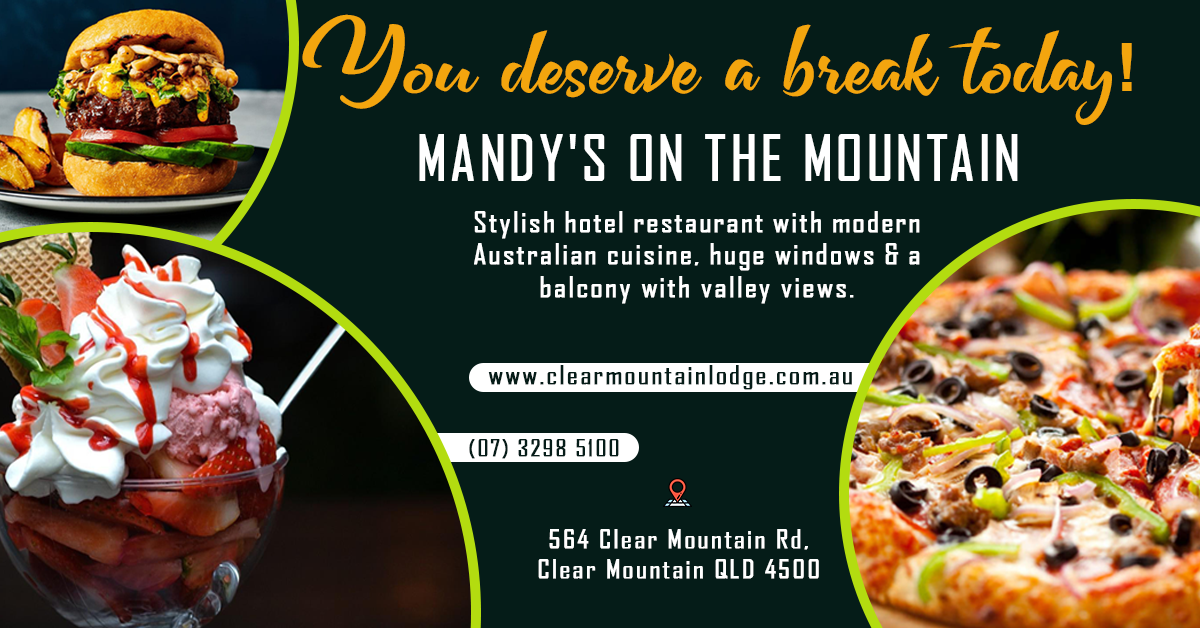 You deserve a break today!
MANDY'S ON THE MOUNTAIN
Stylish hotel restaurant with modern
Australian cuisine, huge windows & a
balcony with valley views.
www.clearmountainlodge.com.au
(07) 3298 5100
564 Clear Mountain Rd,
Clear Mountain QLD 4500